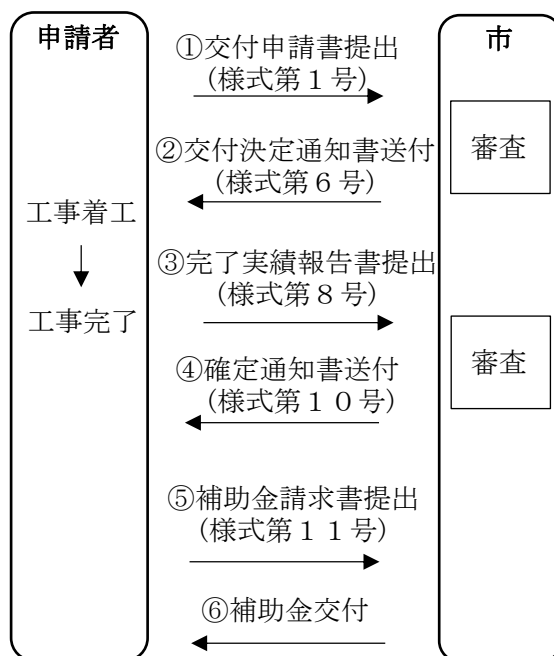 申請者
市
①交付申請書提出
(様式第１号)
審査
②交付決定通知書送付
(様式第６号)
工事着工
③完了実績報告書提出
(様式第８号)
工事完了
審査
④確定通知書送付
(様式第１０号)
⑤補助金請求書提出
(様式第１１号)
⑥補助金交付